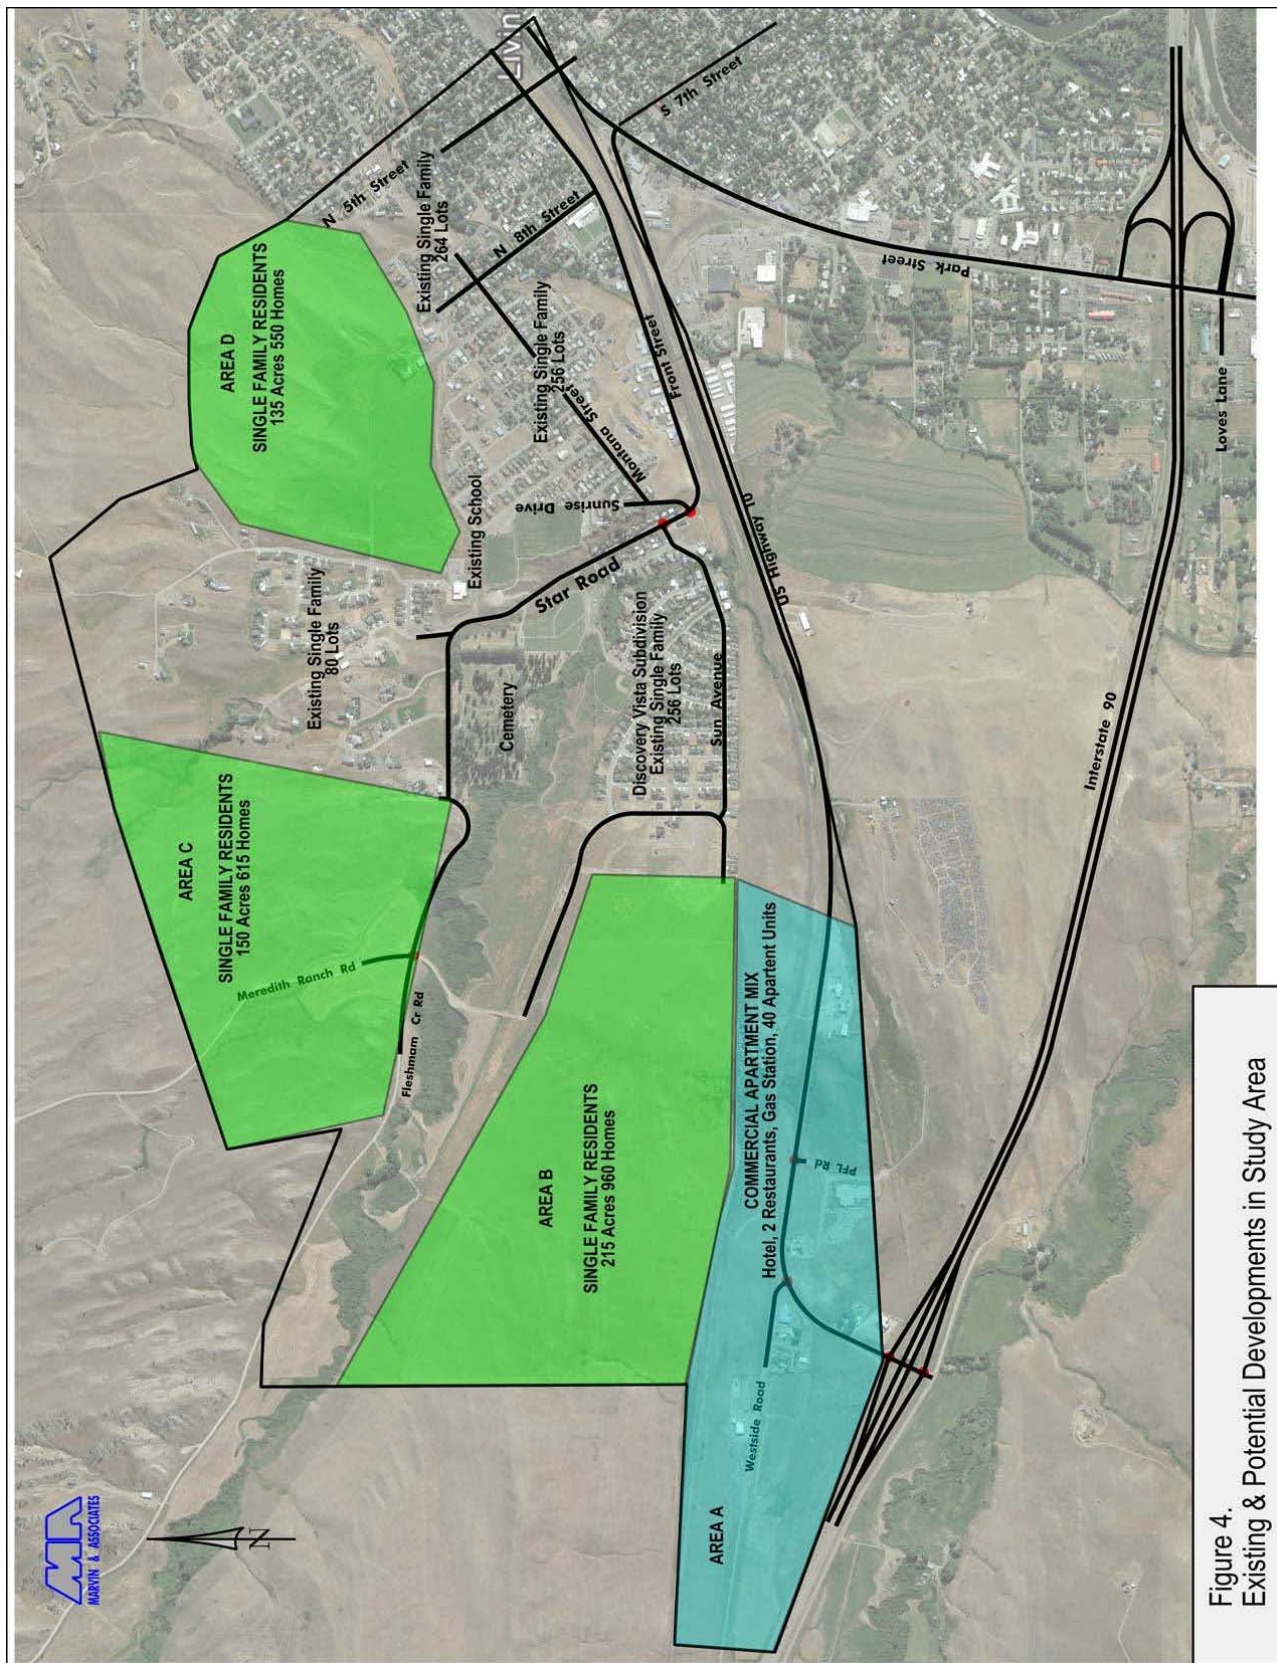 MARVIN & ASSOCIATES
N
Livin
AREA D
SINGLE FAMILY RESIDENTS
135 Acres 550 Homes
N 5th Street
Existing Single Family
264 Lots
N 8th Street
S 7th Street
Existing Single Family
256 Lots
Montana Street
Front Street
Park Street
Sunrise Drive
Existing School
Star Road
US Highway 10
Loves Lane
Existing Single Family
80 Lots
Cemetery
Discovery Vista Subdivision
Existing Single Family
256 Lots
Sun Avenue
Interstate 90
AREA C
SINGLE FAMILY RESIDENTS
150 Acres 615 Homes
Meredith Ranch Rd
Fleshmam Cr Rd
AREA B
SINGLE FAMILY RESIDENTS
215 Acres 960 Homes
COMMERCIAL APARTMENT MIX
Hotel, 2 Restaurants, Gas Station, 40 Apartent Units
PFL Rd
Westside Road
AREA A
Figure 4.
Existing & Potential Developments in Study Area